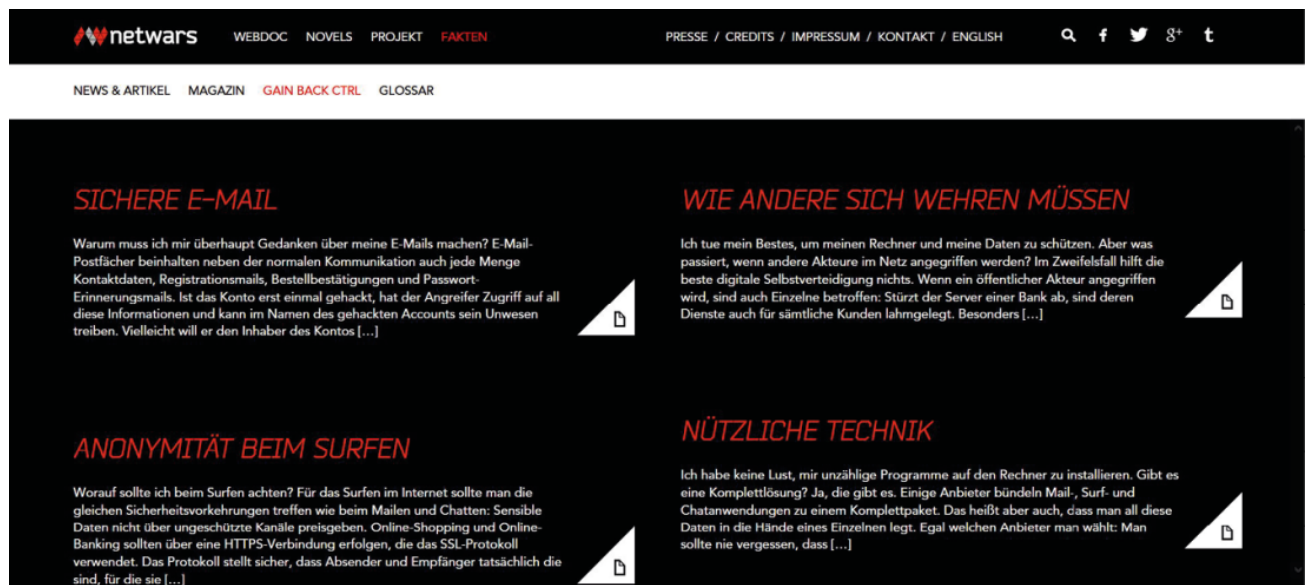 netwars WEBDOC NOVELS PROJEKT FAKTEN PRESSE / CREDITS / IMPRESSUM / KONTAKT / ENGLISH f g+ t
NEWS & ARTIKEL MAGAZIN GAIN BACK CTRL GLOSSAR
SICHERE E-MAIL
Warum muss ich mir überhaupt Gedanken über meine E-Mails machen? E-Mail-
Postfächer beinhalten neben der normalen Kommunikation auch jede Menge
Kontaktdaten, Registrationsmails, Bestellbestätigungen und Passwort-
Erinnerungsmails. Ist das Konto erst einmal gehackt, hat der Angreifer Zugriff auf all
diese Informationen und kann im Namen des gehackten Accounts sein Unwesen
treiben. Vielleicht will er den Inhaber des Kontos [...]
WIE ANDERE SICH WEHREN MÜSSEN
Ich tue mein Bestes, um meinen Rechner und meine Daten zu schützen. Aber was
passiert, wenn andere Akteure im Netz angegriffen werden? Im Zweifelsfall hilft die
beste digitale Selbstverteidigung nichts. Wenn ein öffentlicher Akteur angegriffen
wird, sind auch Einzelne betroffen: Stürzt der Server einer Bank ab, sind deren
Dienste auch für sämtliche Kunden lahmgelegt. Besonders [...]
ANONYMITÄT BEIM SURFEN
Worauf sollte ich beim Surfen achten? Für das Surfen im Internet sollte man die
gleichen Sicherheitsvorkehrungen treffen wie beim Mailen und Chatten: Sensible
Daten nicht über ungeschützte Kanäle preisgeben. Online-Shopping und Online-
Banking sollten über eine HTTPS-Verbindung erfolgen, die das SSL-Protokoll
verwendet. Das Protokoll stellt sicher, dass Absender und Empfänger tatsächlich die
sind, für die sie [...]
NÜTZLICHE TECHNIK
Ich habe keine Lust, mir unzählige Programme auf den Rechner zu installieren. Gibt es
eine Komplettlösung? Ja, die gibt es. Einige Anbieter bündeln Mail-, Surf- und
Chatanwendungen zu einem Komplettpaket. Das heißt aber auch, dass man all diese
Daten in die Hände eines Einzelnen legt. Egal welchen Anbieter man wählt: Man
sollte nie vergessen, dass [...]